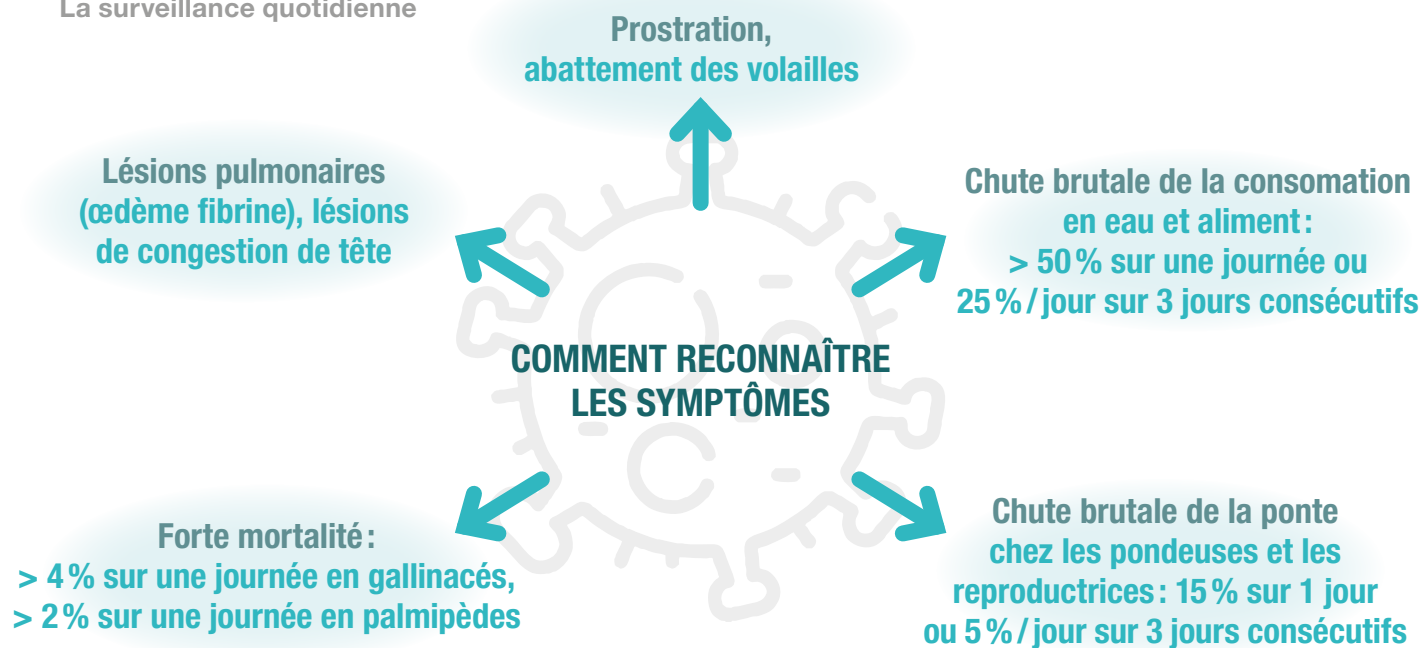 La surveillance quotidienne
Prostration,
abattement des volailles
Lésions pulmonaires
(œdème fibrine), lésions
de congestion de tête
Chute brutale de la consomation
en eau et aliment :
> 50 % sur une journée ou
25 % / jour sur 3 jours consécutifs
COMMENT RECONNAÎTRE
LES SYMPTÔMES
Forte mortalité :
> 4 % sur une journée en gallinacés,
> 2 % sur une journée en palmipèdes
Chute brutale de la ponte
chez les pondeuses et les
reproductrices : 15 % sur 1 jour
ou 5 % / jour sur 3 jours consécutifs